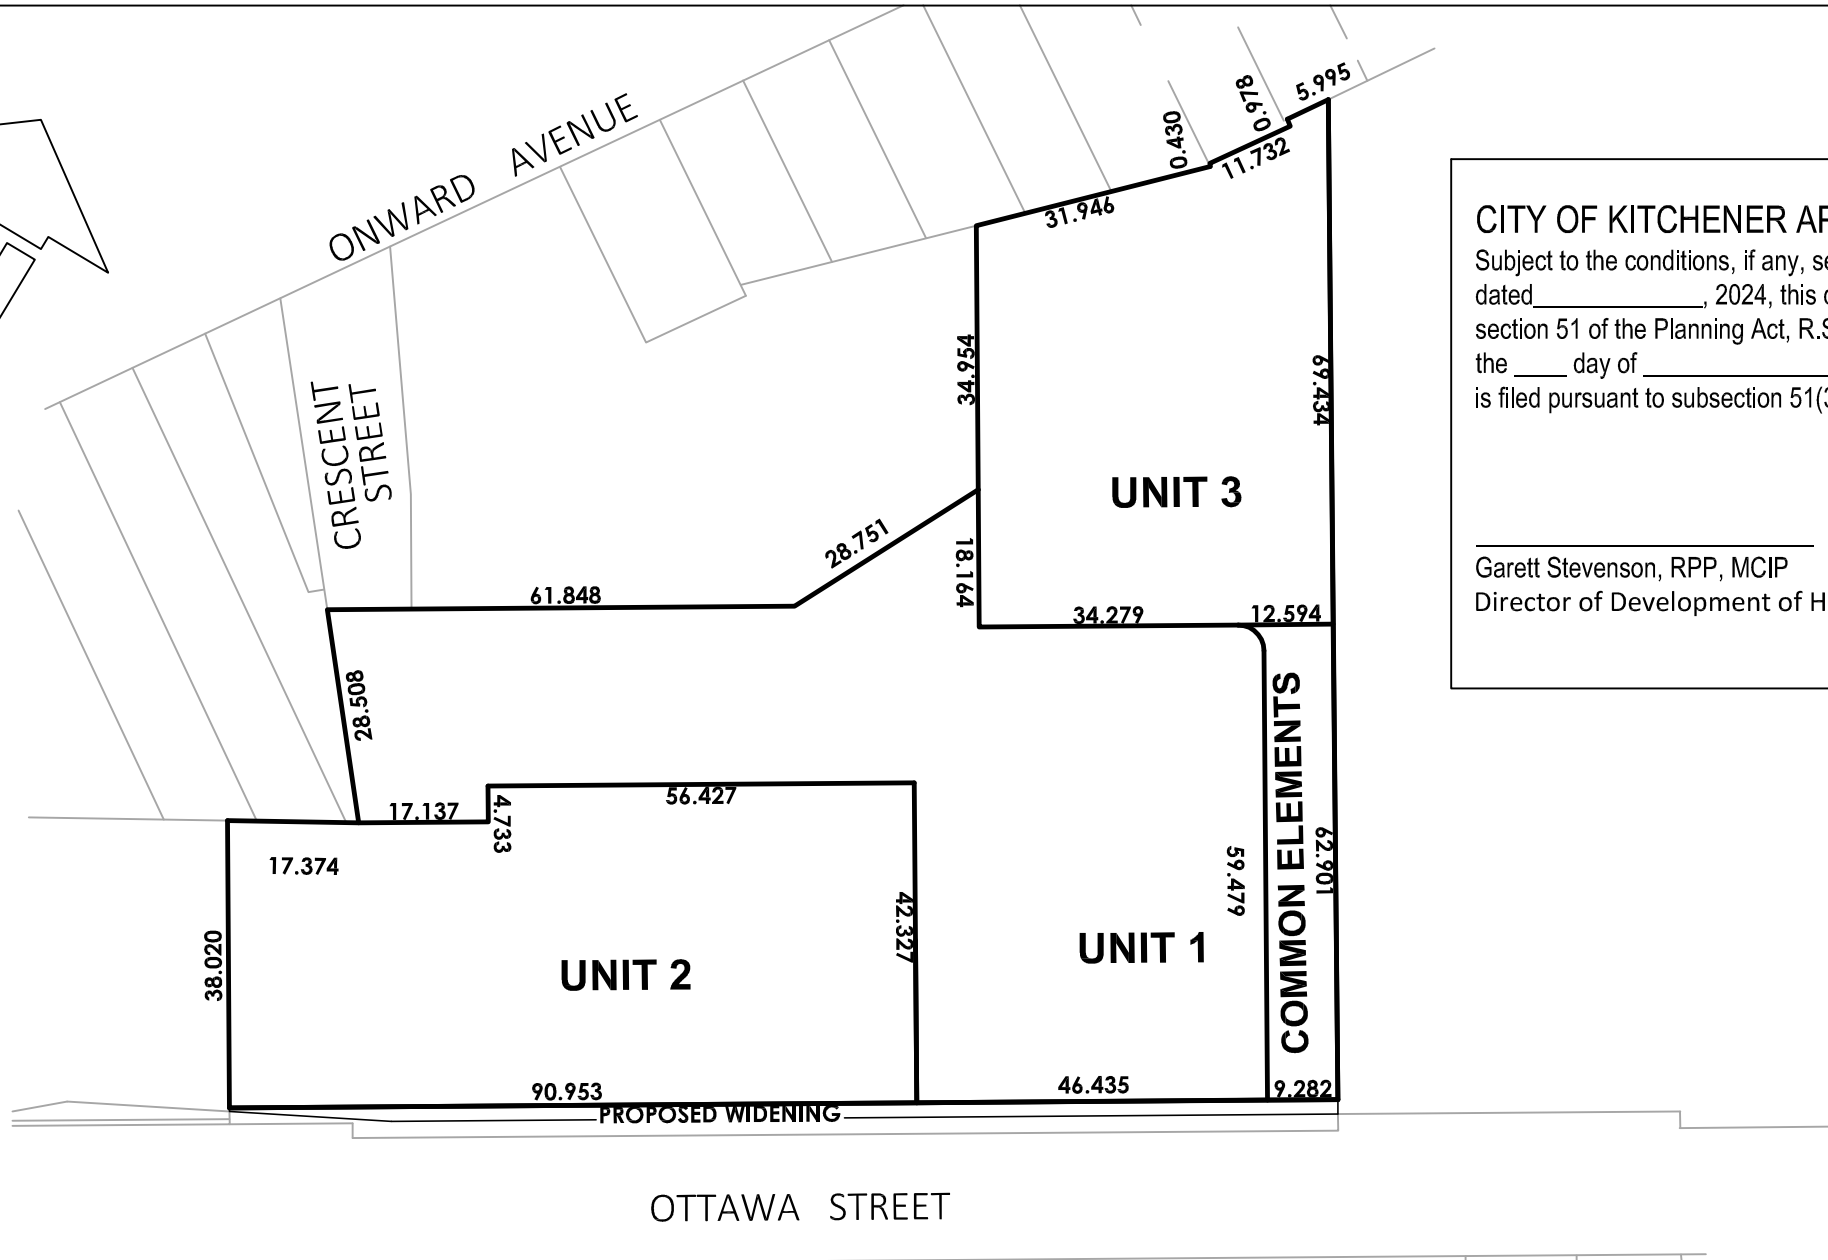 ONWARD AVENUE
5.995
0.978
0.430
11.732
31.946
CITY OF KITCHENER AP
Subject to the conditions, if any, se
dated____________, 2024, this
section 51 of the Planning Act, R.S
the ____ day of ______________
is filed pursuant to subsection 51(3
Garett Stevenson, RPP, MCIP
Director of Development of H
34.954
69.434
CRESCENT
STREET
UNIT 3
28.751
18.164
61.848
34.279
12.594
28.508
COMMON ELEMENTS
17.137
4.733
56.427
62.901
59.479
17.374
42.327
38.020
UNIT 2
UNIT 1
90.953
46.435
9.282
PROPOSED WIDENING
OTTAWA STREET